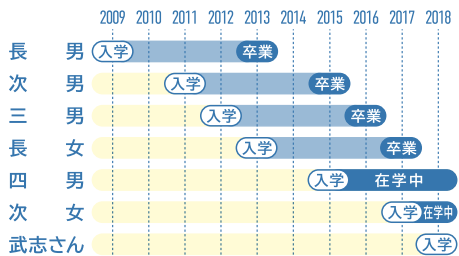 2009 2010 2011 2012 2013 2014 2015 2016 2017 2018
長男 入学 卒業
次男 入学 卒業
三男 入学 卒業
長女 入学 卒業
四男 入学 在学中
次女 入学 在学中
武志さん 入学